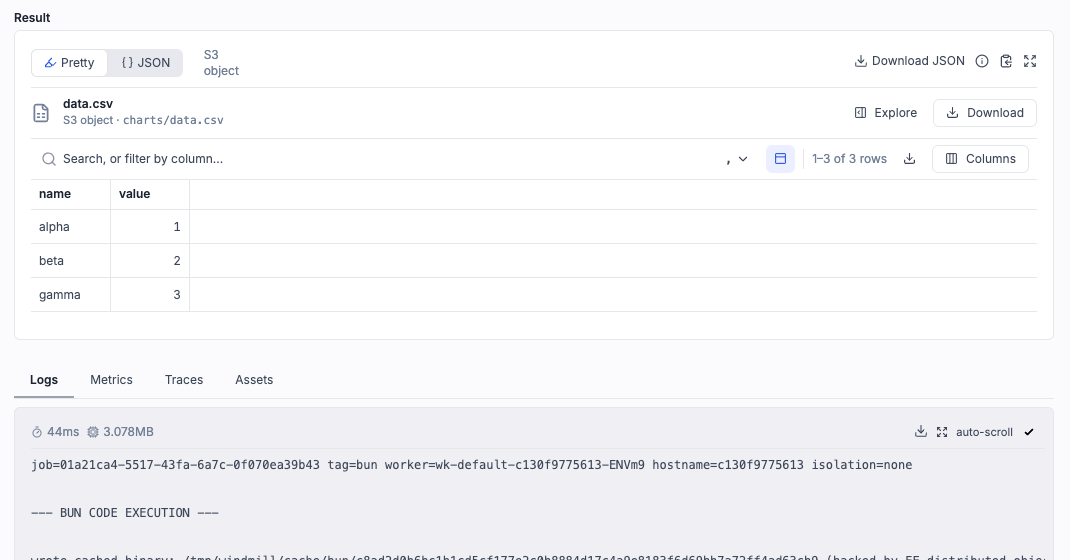 Result
Pretty {} JSON S3 object Download JSON
data.csv
S3 object · charts/data.csv Explore Download
Search, or filter by column... , 1–3 of 3 rows Columns
name value
alpha 1
beta 2
gamma 3
Logs Metrics Traces Assets
44ms 3.078MB auto-scroll
job=01a21ca4-5517-43fa-6a7c-0f070ea39b43 tag=bun worker=wk-default-c130f9775613-ENVm9 hostname=c130f9775613 isolation=none
--- BUN CODE EXECUTION ---